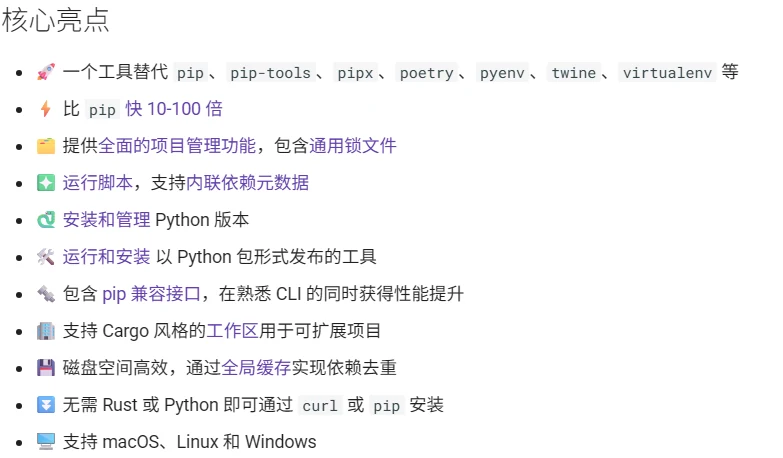 核心亮点
🚀 一个工具替代 pip、pip-tools、pipx、poetry、pyenv、twine、virtualenv 等
⚡ 比 pip 快 10-100 倍
🗂️ 提供全面的项目管理功能，包含通用锁文件
❇️ 运行脚本，支持内联依赖元数据
🐍 安装和管理 Python 版本
🛠️ 运行和安装 以 Python 包形式发布的工具
🔩 包含 pip 兼容接口，在熟悉 CLI 的同时获得性能提升
🏢 支持 Cargo 风格的工作区用于可扩展项目
💾 磁盘空间高效，通过全局缓存实现依赖去重
⏬ 无需 Rust 或 Python 即可通过 curl 或 pip 安装
🖥️ 支持 macOS、Linux 和 Windows